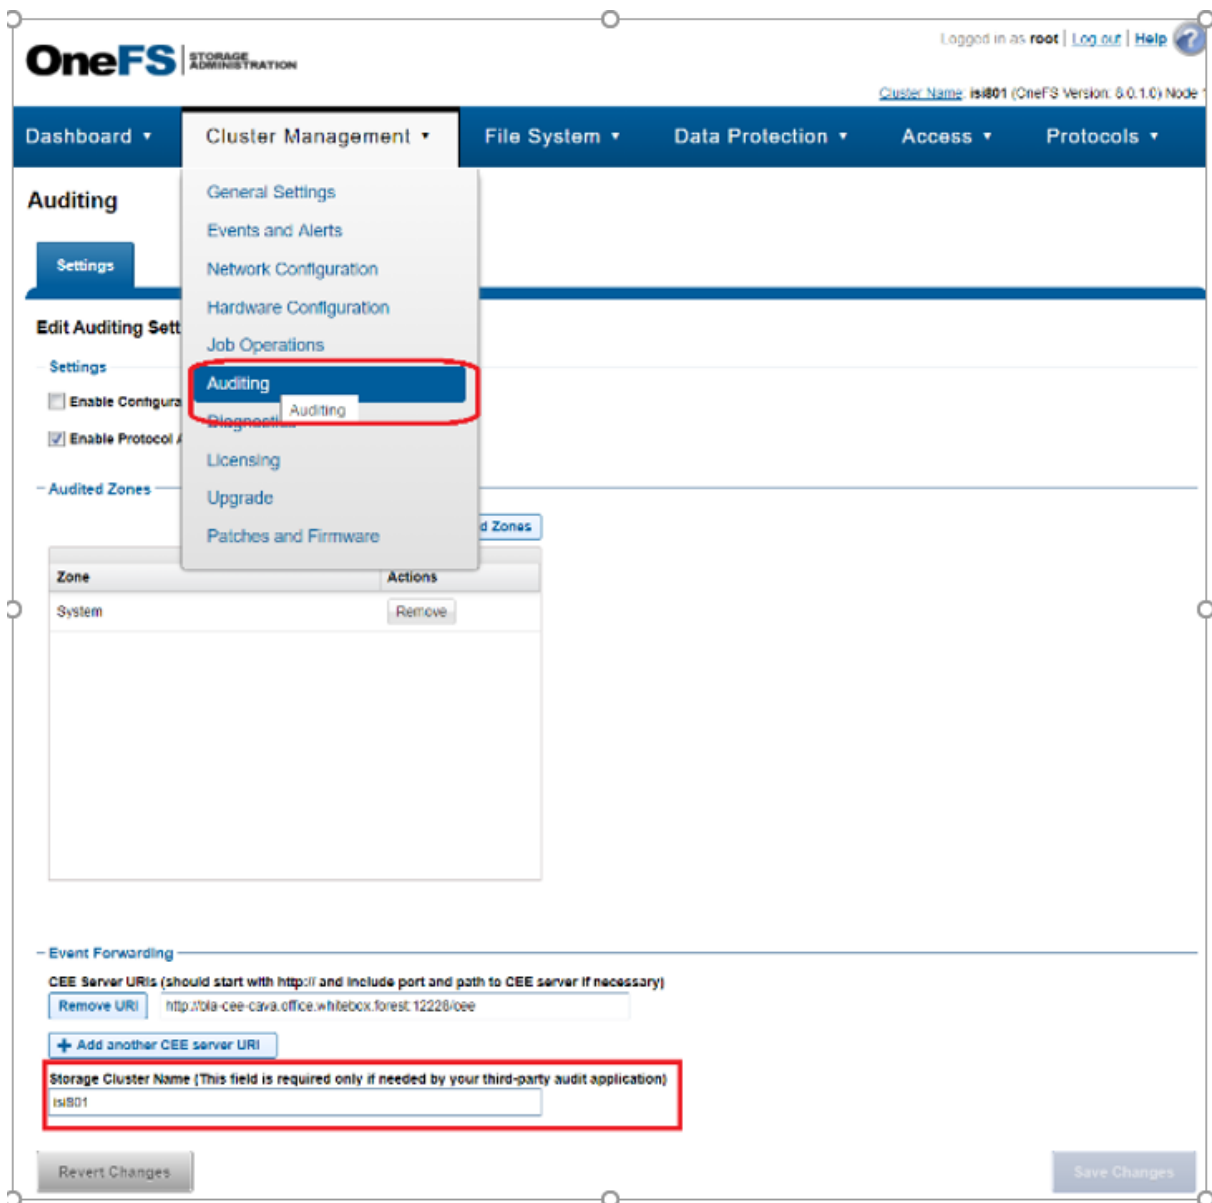 Logged in as root | Log out | Help ?
OneFS STORAGE ADMINISTRATION
Cluster Name: isi801 (OneFS Version: 8.0.1.0) Node
Dashboard Cluster Management File System Data Protection Access Protocols
General Settings
Auditing
Events and Alerts
Settings
Network Configuration
Hardware Configuration
Edit Auditing Sett
Job Operations
Settings
Auditing
Enable Configura
Auditing
Diagnostics
Enable Protocol A
Licensing
Audited Zones
Upgrade
d Zones
Patches and Firmware
Zone Actions
System Remove
Event Forwarding
CEE Server URIs (should start with http:// and include port and path to CEE server if necessary)
Remove URI http://bla-cee-cava.office.whitebox.forest:12228/cee
+ Add another CEE server URI
Storage Cluster Name (This field is required only if needed by your third-party audit application)
isi801
Revert Changes Save Changes